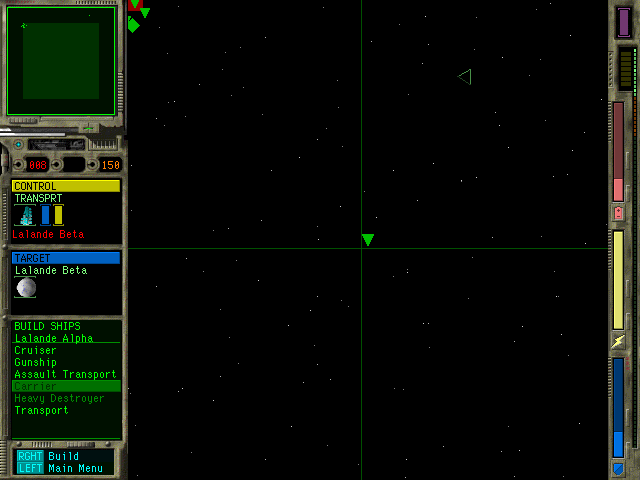 003 150
CONTROL
TRANSPRT
Lalande Beta
TARGET
Lalande Beta
BUILD SHIPS
Lalande Alpha
Cruiser
Gunship
Assault Transport
Carrier
Heavy Destroyer
Transport
RGHT Build
LEFT Main Menu